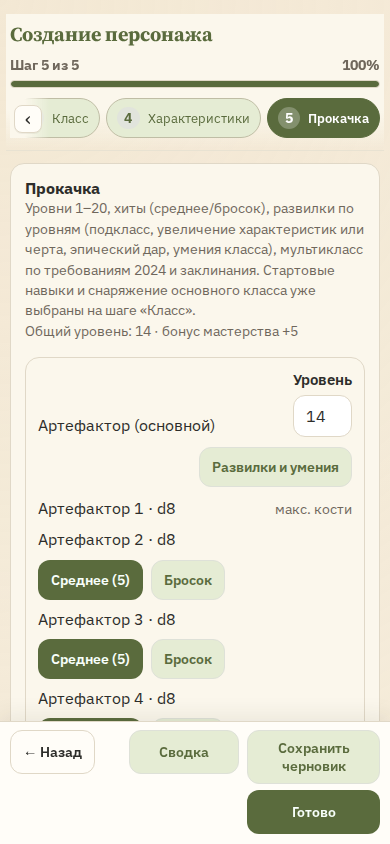 Создание персонажа
Шаг 5 из 5 100%
‹ Класс 4 Характеристики 5 Прокачка
Прокачка
Уровни 1–20, хиты (среднее/бросок), развилки по
уровням (подкласс, увеличение характеристик или
черта, эпический дар, умения класса), мультикласс
по требованиям 2024 и заклинания. Стартовые
навыки и снаряжение основного класса уже
выбраны на шаге «Класс».
Общий уровень: 14 · бонус мастерства +5
Уровень
Артефактор (основной) 14
Развилки и умения
Артефактор 1 · d8 макс. кости
Артефактор 2 · d8
Среднее (5) Бросок
Артефактор 3 · d8
Среднее (5) Бросок
Артефактор 4 · d8
← Назад Сводка Сохранить
черновик
Готово